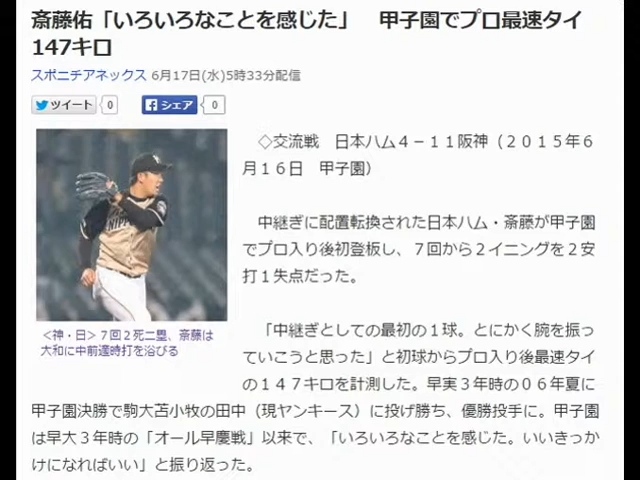 斎藤佑「いろいろなことを感じた」　甲子園でプロ最速タイ
147キロ
スポニチアネックス 6月17日(水)5時33分配信
ツイート 0 シェア 0
◇交流戦　日本ハム４－１１阪神（２０１５年６
月１６日　甲子園）
中継ぎに配置転換された日本ハム・斎藤が甲子園
でプロ入り後初登板し、７回から２イニングを２安
打１失点だった。
＜神・日＞７回２死二塁、斎藤は
大和に中前適時打を浴びる
「中継ぎとしての最初の１球。とにかく腕を振っ
ていこうと思った」と初球からプロ入り後最速タイ
の１４７キロを計測した。早実３年時の０６年夏に
甲子園決勝で駒大苫小牧の田中（現ヤンキース）に投げ勝ち、優勝投手に。甲子園
は早大３年時の「オール早慶戦」以来で、「いろいろなことを感じた。いいきっか
けになればいい」と振り返った。